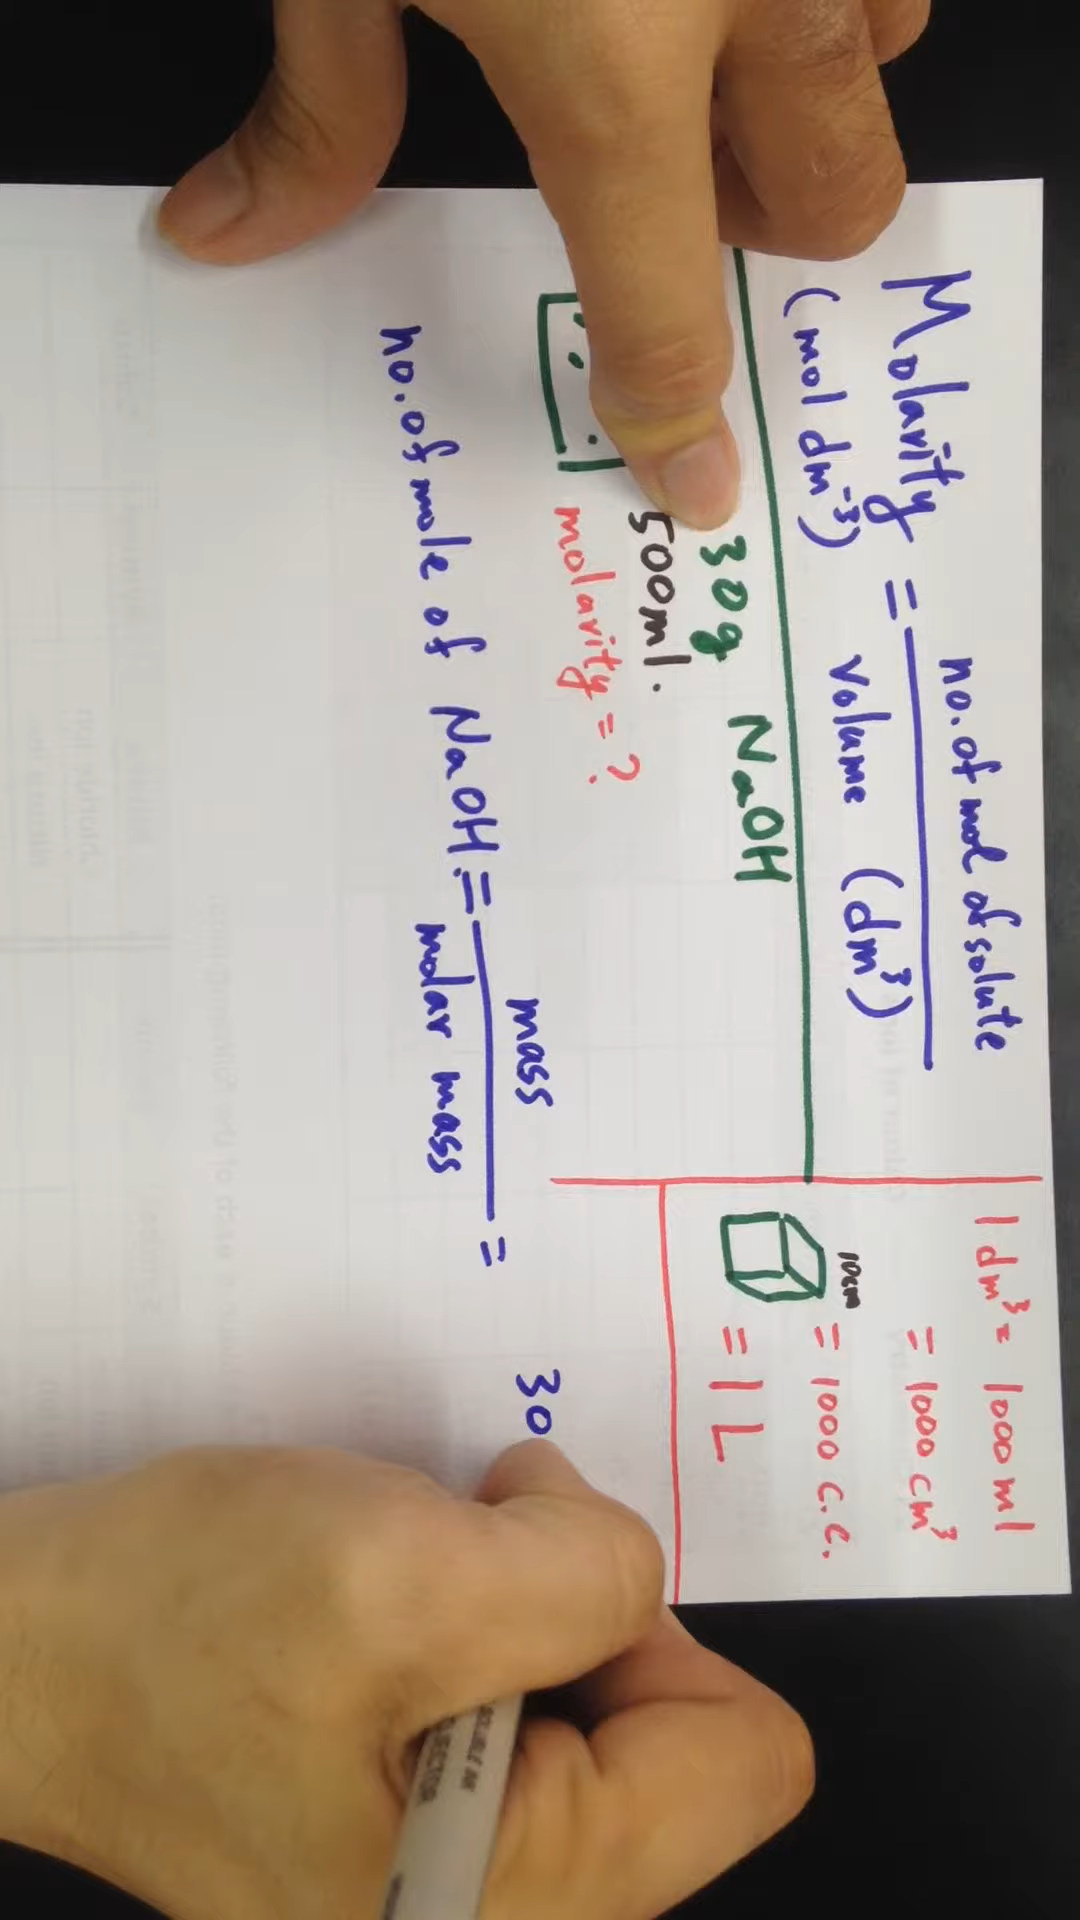 Molarity = no. of mol of solute
(mol dm⁻³) volume (dm³)
1 dm³ = 1000 ml
= 1000 cm³
10cm = 1000 c.c.
= 1 L
30g NaOH
500ml.
molarity = ?
no. of mole of NaOH = mass = 30
molar mass